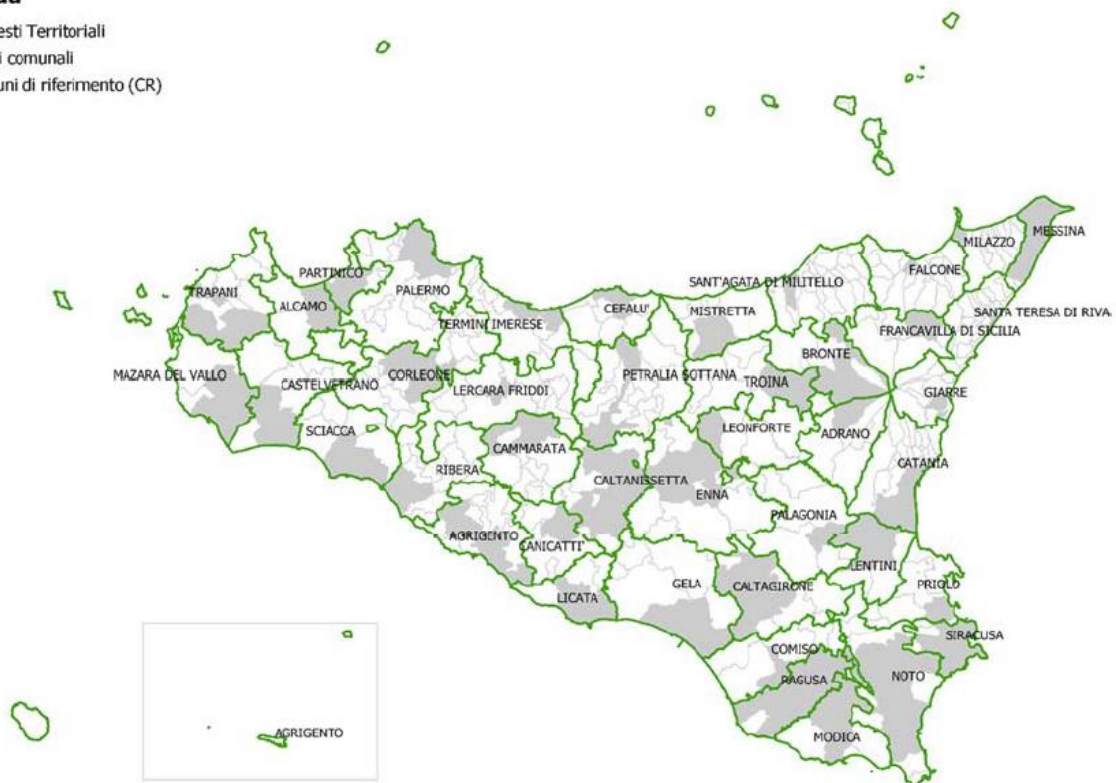 esti Territoriali
i comunali
uni di riferimento (CR)
MESSINA
MILAZZO
FALCONE
SANT'AGATA DI MILITELLO
PARTINICO
TRAPANI
PALERMO
ALCAMO
CEFALU'
MISTRETTA
SANTA TERESA DI RIVA
TERMINI IMERESE
FRANCAVILLA DI SICILIA
BRONTE
MAZARA DEL VALLO
CORLEONE
PETRALIA SOTTANA
TROINA
CASTELVETRANO
LERCARA FRIDDI
GIARRE
SCIACCA
LEONFORTE
ADRANO
CAMMARATA
CATANIA
RIBERA
CALTANISSETTA
ENNA
PALAGONIA
AGRIGENTO
CANICATTI'
LENTINI
GELA
CALTAGIRONE
PRIOLO
LICATA
SIRACUSA
COMISO
NOTO
RAGUSA
AGRIGENTO
MODICA